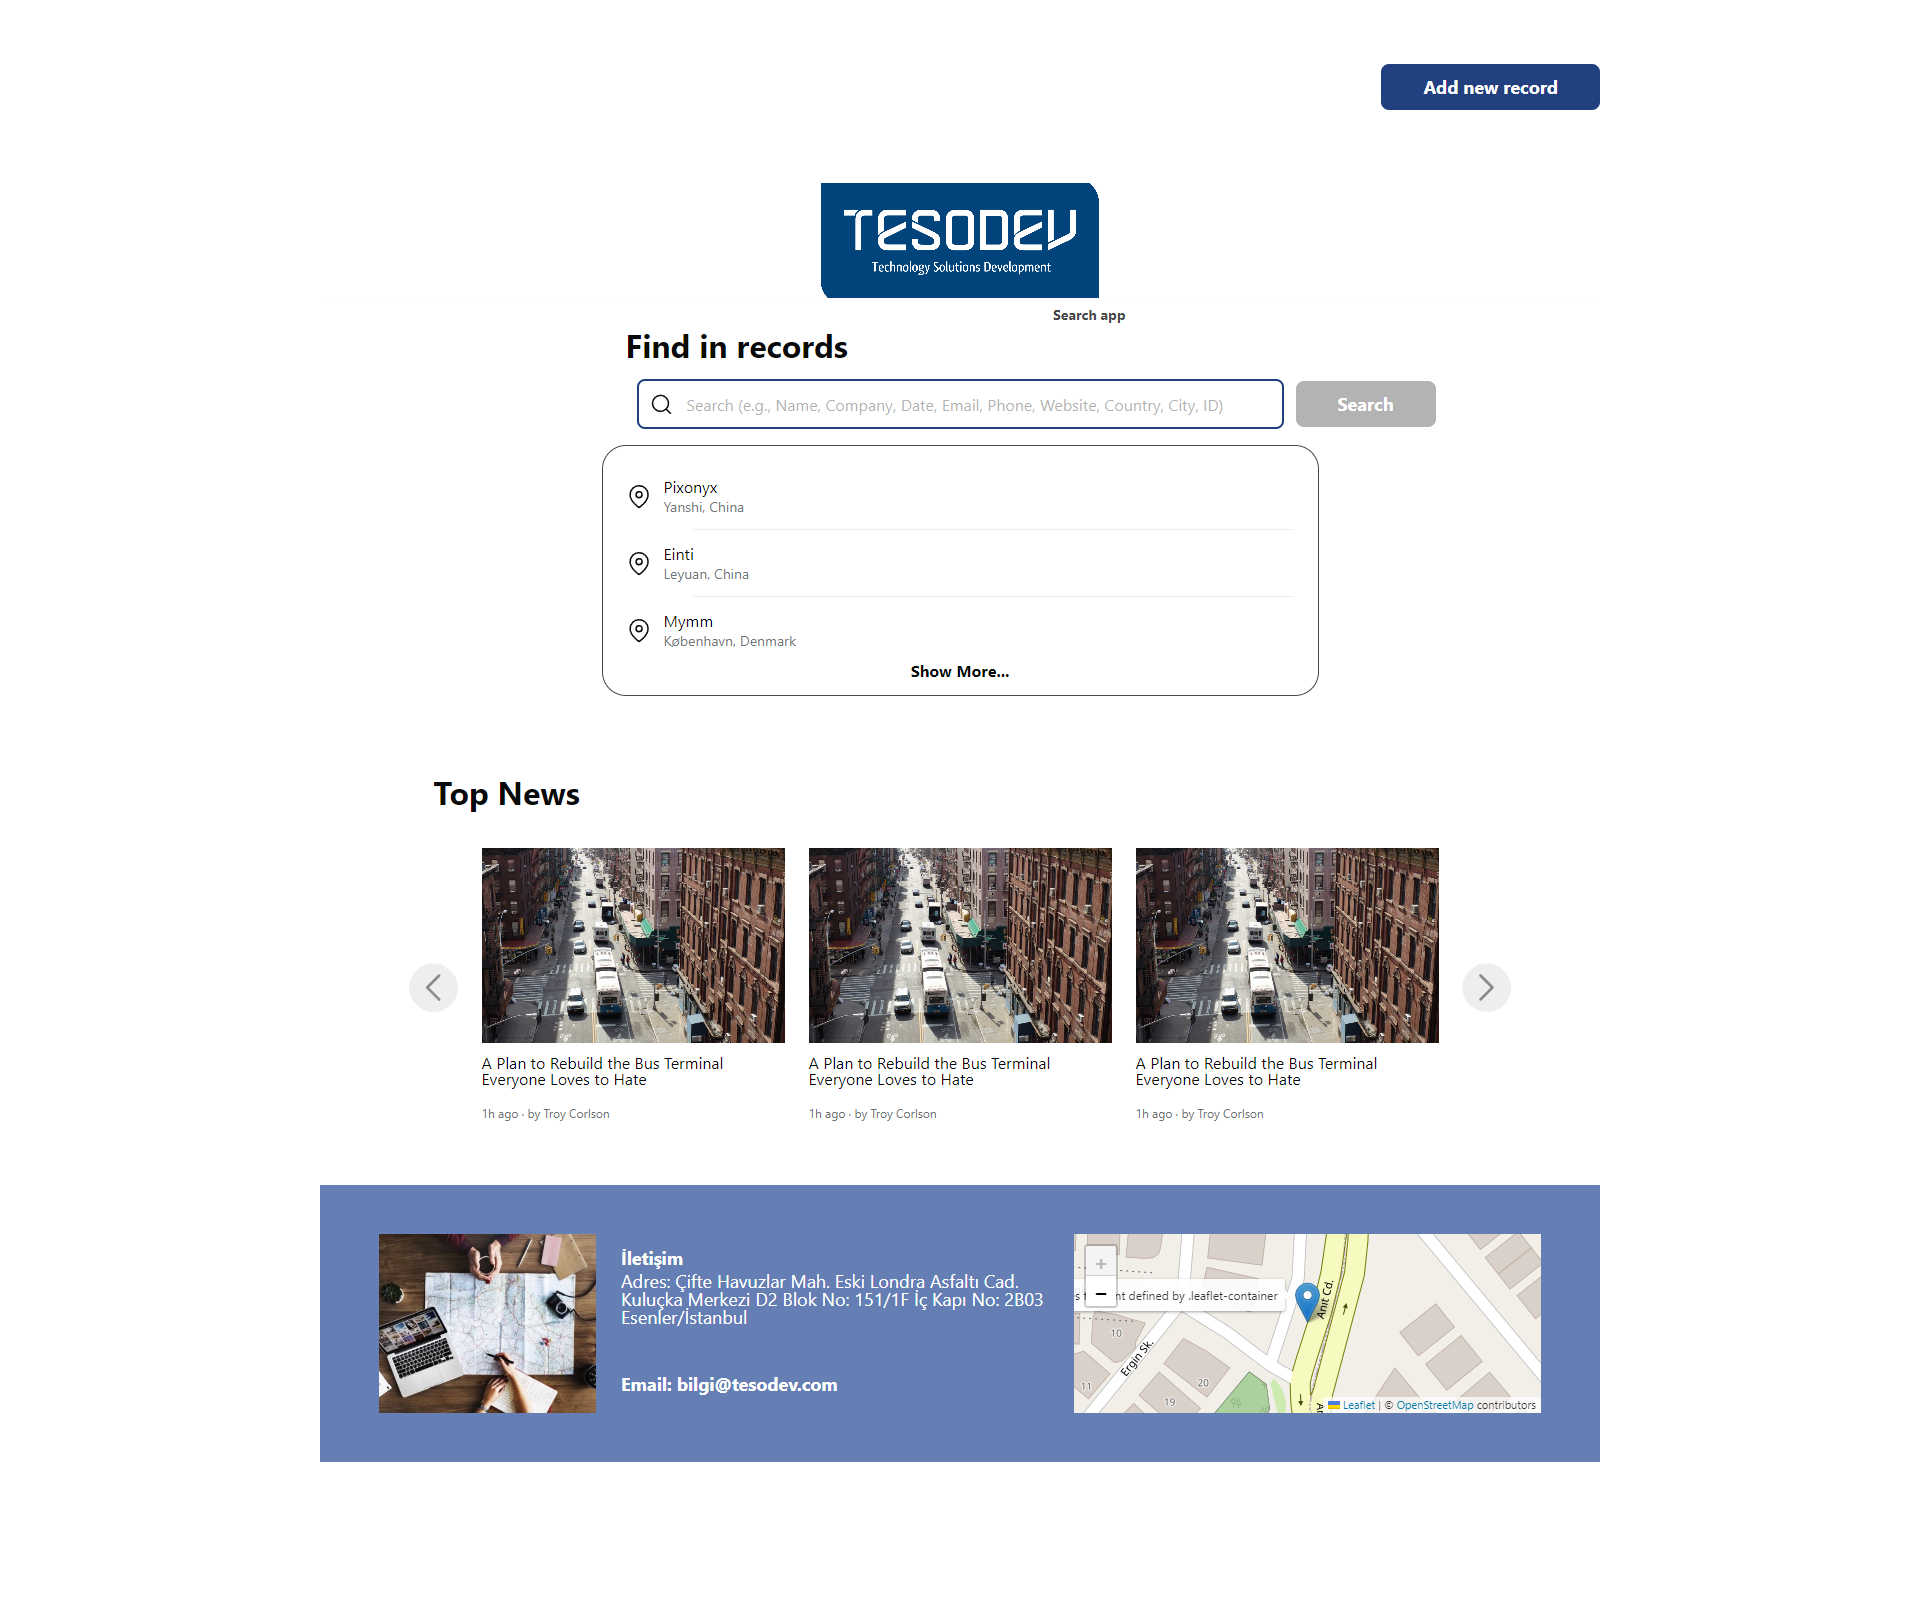 Add new record
TESODEV
Technology Solutions Development
Search app
Find in records
Search (e.g., Name, Company, Date, Email, Phone, Website, Country, City, ID)
Search
Pixonyx
Yanshi, China
Einti
Leyuan, China
Mymm
København, Denmark
Show More...
Top News
A Plan to Rebuild the Bus Terminal
Everyone Loves to Hate
1h ago · by Troy Corlson
A Plan to Rebuild the Bus Terminal
Everyone Loves to Hate
1h ago · by Troy Corlson
A Plan to Rebuild the Bus Terminal
Everyone Loves to Hate
1h ago · by Troy Corlson
İletişim
Adres: Çifte Havuzlar Mah. Eski Londra Asfaltı Cad.
Kuluçka Merkezi D2 Blok No: 151/1F İç Kapı No: 2B03
Esenler/İstanbul
Email: bilgi@tesodev.com
+
−
defined by .leaflet-container
Anıt Cd.
Ergin Sk.
10
11
20
19
Leaflet | © OpenStreetMap contributors